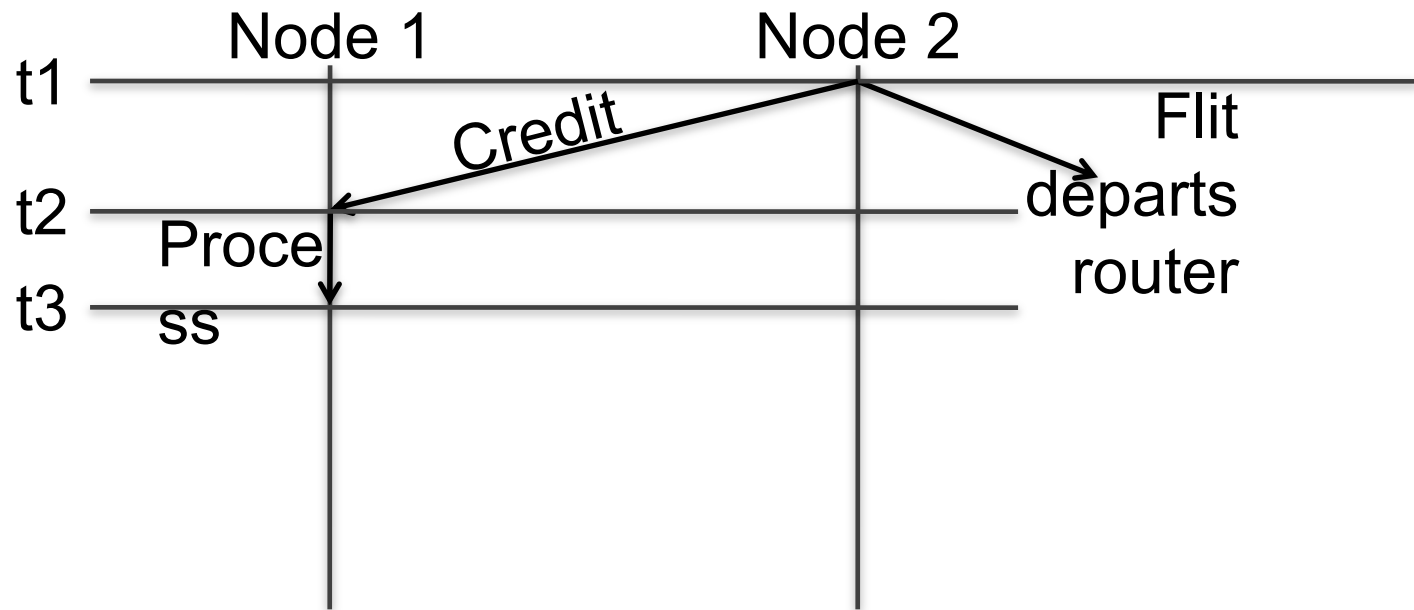 Node 1
Node 2
t1
Credit
Flit
departs
router
t2
Proce
ss
t3